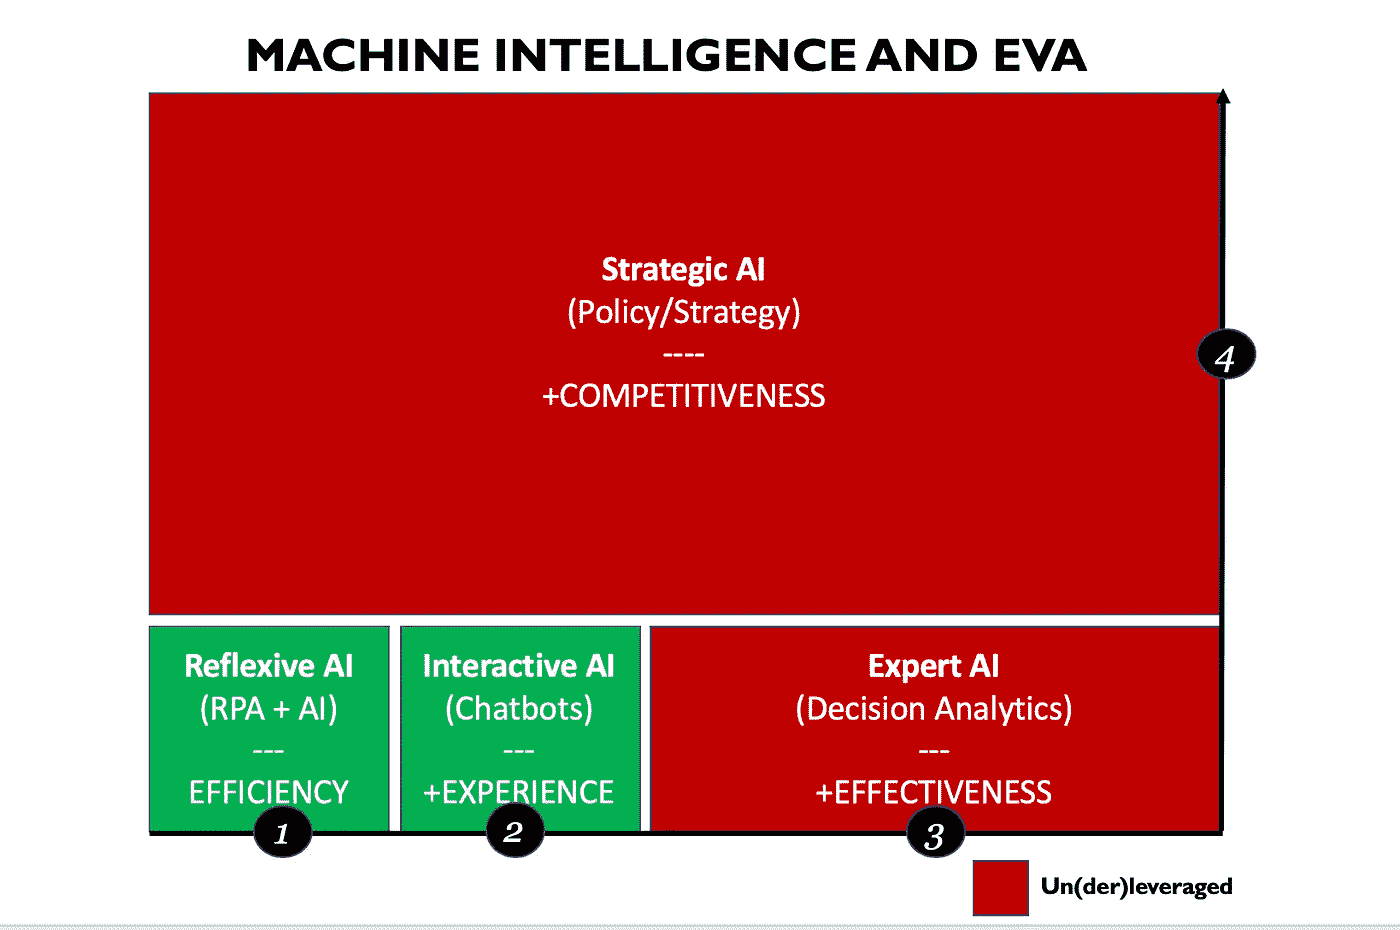 MACHINE INTELLIGENCE AND EVA
Strategic AI
(Policy/Strategy)
----
+COMPETITIVENESS
4
Reflexive AI
(RPA + AI)
---
EFFICIENCY
1
Interactive AI
(Chatbots)
---
+EXPERIENCE
2
Expert AI
(Decision Analytics)
---
+EFFECTIVENESS
3
Un(der)leveraged